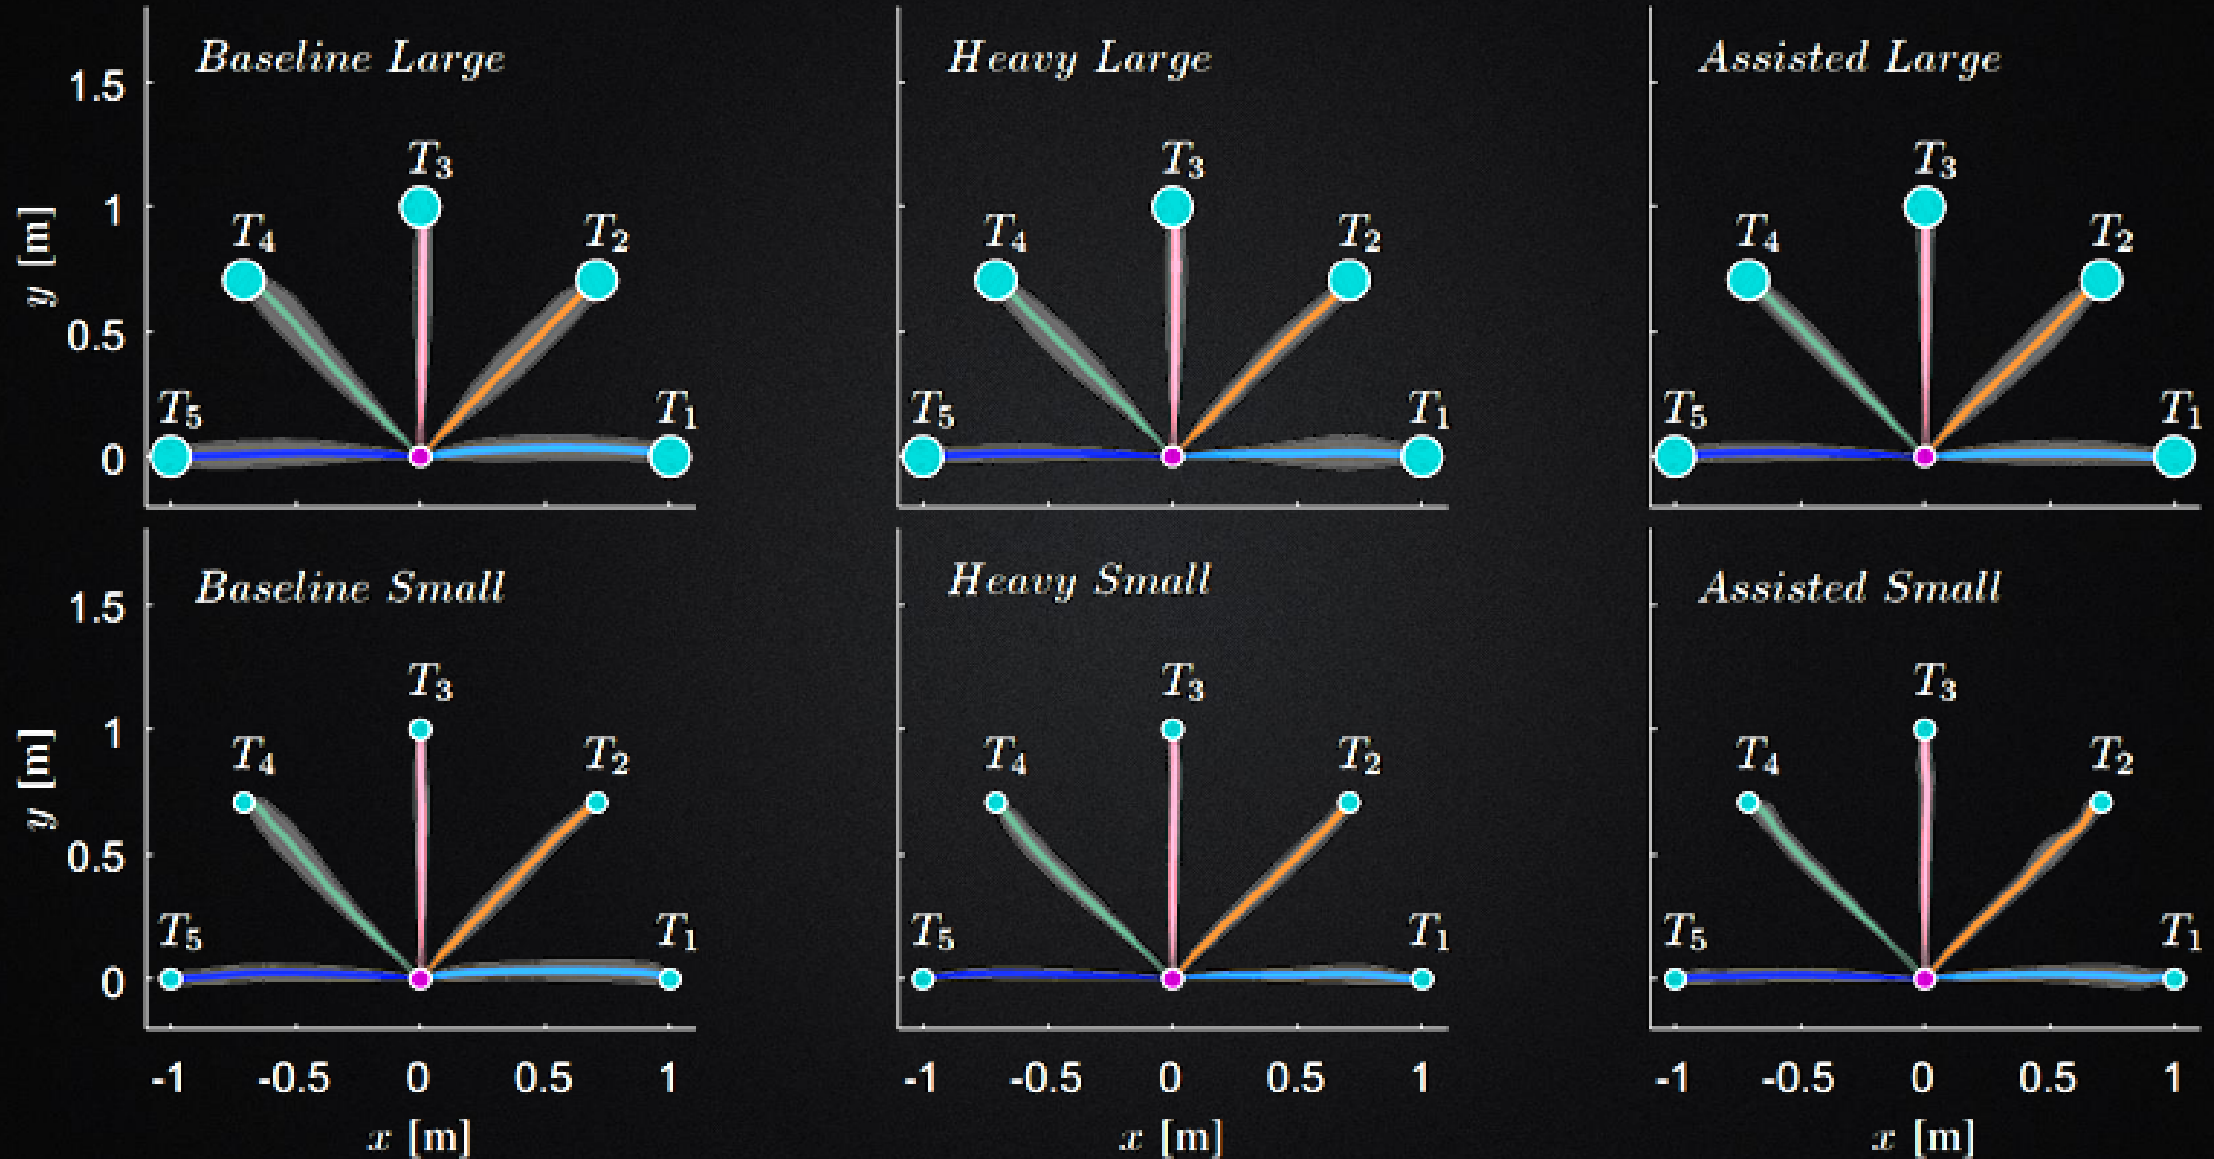 Baseline Large
Heavy Large
Assisted Large
1.5
1
0.5
0
y [m]
T3
T4
T2
T5
T1
T3
T4
T2
T5
T1
T3
T4
T2
T5
T1
Baseline Small
Heavy Small
Assisted Small
1.5
1
0.5
0
y [m]
T3
T4
T2
T5
T1
T3
T4
T2
T5
T1
T3
T4
T2
T5
T1
-1 -0.5 0 0.5 1
-1 -0.5 0 0.5 1
-1 -0.5 0 0.5 1
x [m]
x [m]
x [m]